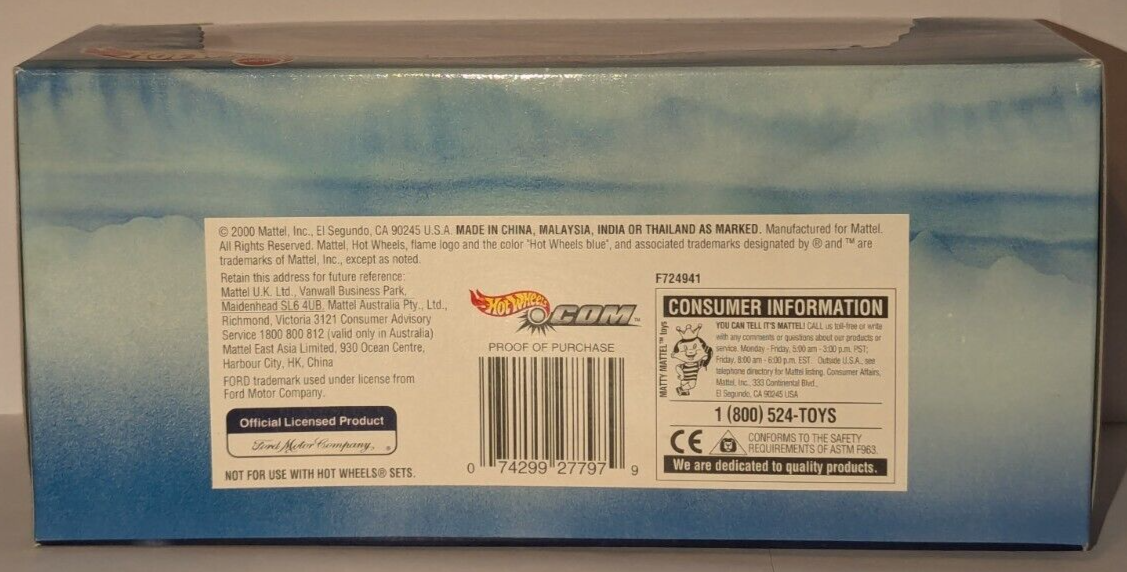 © 2000 Mattel, Inc., El Segundo, CA 90245 U.S.A. MADE IN CHINA, MALAYSIA, INDIA OR THAILAND AS MARKED. Manufactured for Mattel.
All Rights Reserved. Mattel, Hot Wheels, flame logo and the color "Hot Wheels blue", and associated trademarks designated by ® and ™ are
trademarks of Mattel, Inc., except as noted.
Retain this address for future reference:
Mattel U.K. Ltd., Vanwall Business Park,
Maidenhead SL6 4UB, Mattel Australia Pty., Ltd.,
Richmond, Victoria 3121 Consumer Advisory
Service 1800 800 812 (valid only in Australia)
Mattel East Asia Limited, 930 Ocean Centre,
Harbour City, HK, China
FORD trademark used under license from
Ford Motor Company.
Official Licensed Product
Ford Motor Company, ®
NOT FOR USE WITH HOT WHEELS® SETS.
Hot Wheels
.COM™
PROOF OF PURCHASE
0 74299 27797 9
F724941
CONSUMER INFORMATION
MATTY MATTEL™ toys
YOU CAN TELL IT'S MATTEL! CALL us toll-free or write
with any comments or questions about our products or
service. Monday - Friday, 5:00 am - 3:00 p.m. PST;
Friday, 8:00 am - 6:00 p.m. EST Outside U.S.A., see
telephone directory for Mattel listing. Consumer Affairs,
Mattel, Inc., 333 Continental Blvd.,
El Segundo, CA 90245 USA
1 (800) 524-TOYS
CE
CONFORMS TO THE SAFETY
REQUIREMENTS OF ASTM F963.
We are dedicated to quality products.